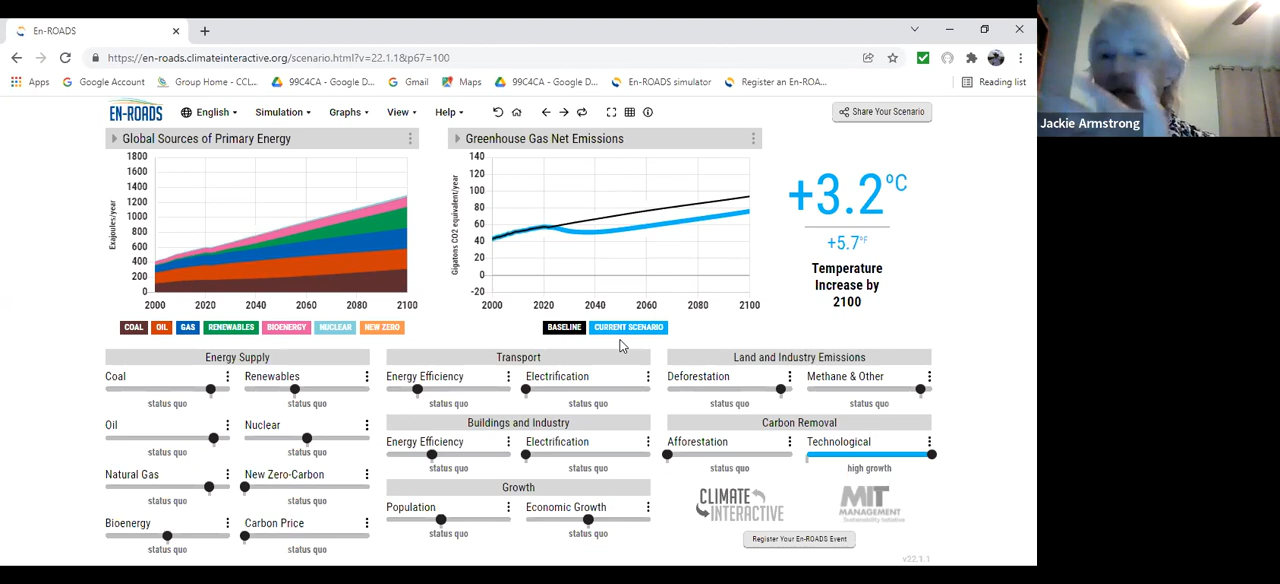 En-ROADS
https://en-roads.climateinteractive.org/scenario.html?v=22.1.1&p67=100
Apps Google Account Group Home - CCL... 99C4CA - Google D... Gmail Maps 99C4CA - Google D... En-ROADS simulator Register an En-ROA... Reading list
Jackie Armstrong
EN-ROADS English Simulation Graphs View Help Share Your Scenario
Global Sources of Primary Energy
1800
1600
1400
1200
1000
800
600
400
200
0
Exajoules/year
2000 2020 2040 2060 2080 2100
COAL OIL GAS RENEWABLES BIOENERGY NUCLEAR NEW ZERO
Greenhouse Gas Net Emissions
140
120
100
80
60
40
20
0
-20
Gigatons CO2 equivalent/year
2000 2020 2040 2060 2080 2100
BASELINE CURRENT SCENARIO
+3.2°C
+5.7°F
Temperature
Increase by
2100
Energy Supply
Coal Renewables
status quo status quo
Oil Nuclear
status quo status quo
Natural Gas New Zero-Carbon
status quo status quo
Bioenergy Carbon Price
status quo status quo
Transport
Energy Efficiency Electrification
status quo status quo
Buildings and Industry
Energy Efficiency Electrification
status quo status quo
Growth
Population Economic Growth
status quo status quo
Land and Industry Emissions
Deforestation Methane & Other
status quo status quo
Carbon Removal
Afforestation Technological
status quo high growth
CLIMATE
INTERACTIVE
MIT
MANAGEMENT
Sustainability Initiative
Register Your En-ROADS Event
v22.1.1